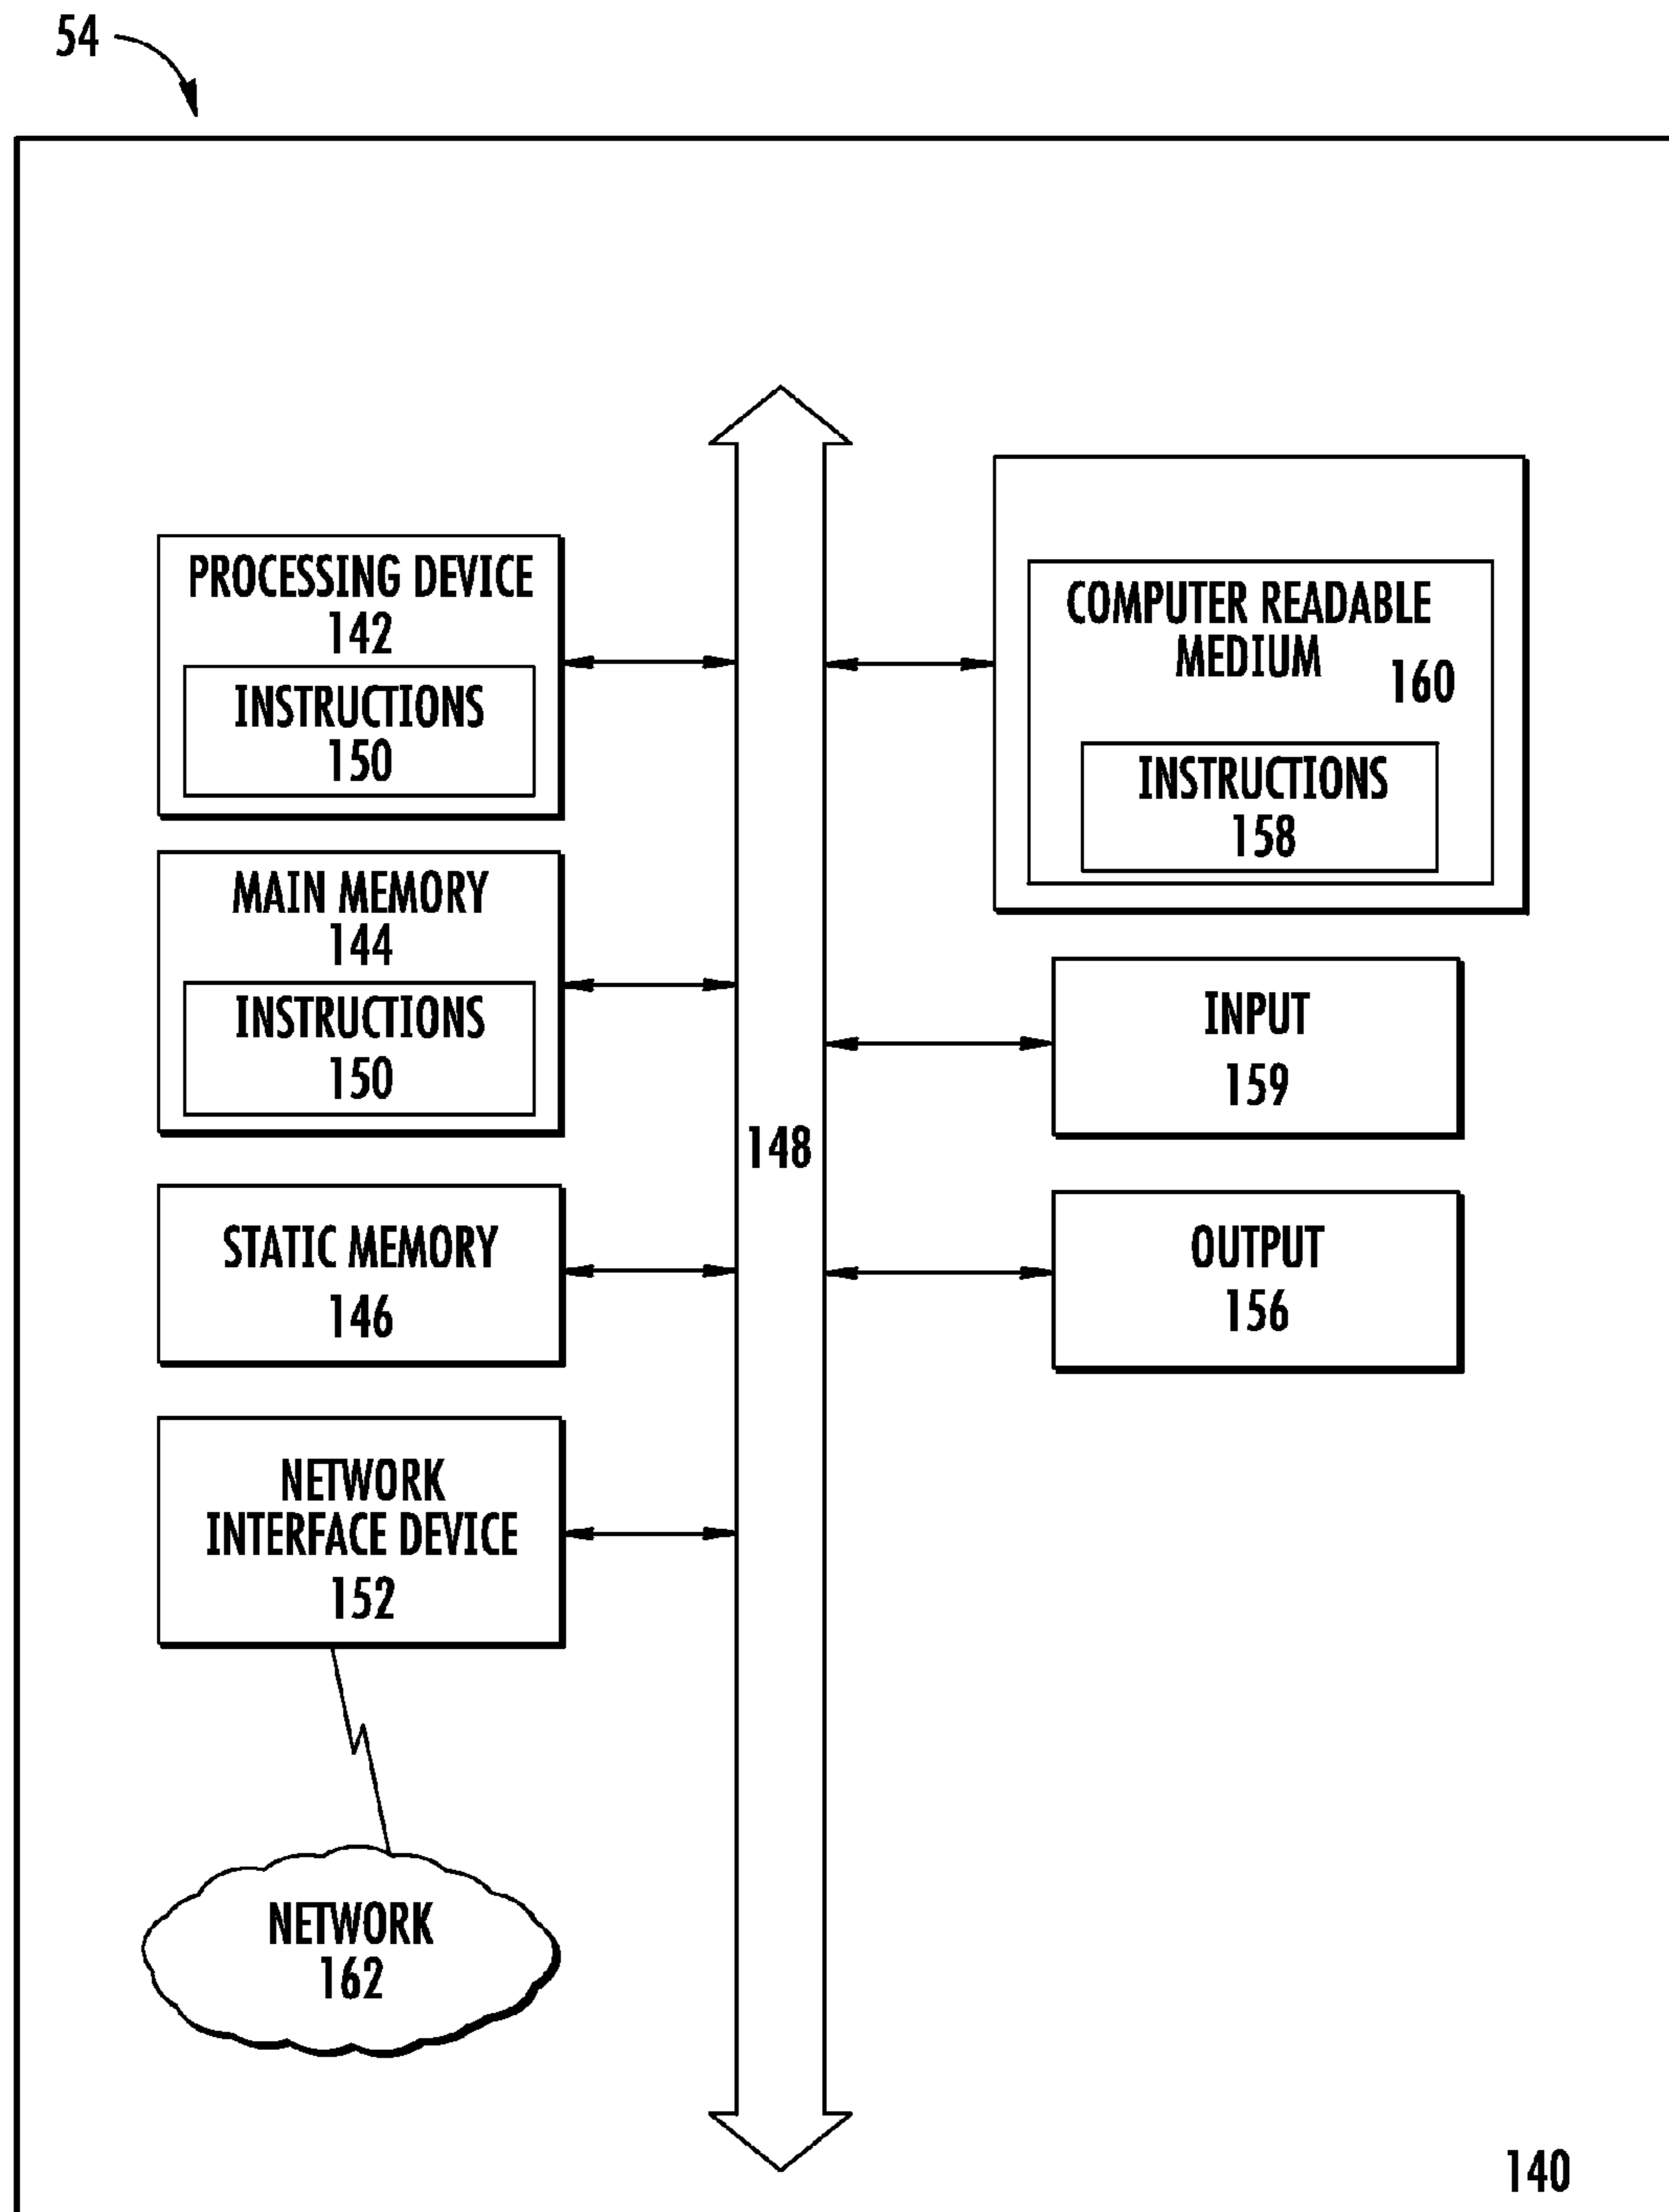 54
PROCESSING DEVICE
142
INSTRUCTIONS
150
MAIN MEMORY
144
INSTRUCTIONS
150
STATIC MEMORY
146
NETWORK
INTERFACE DEVICE
152
NETWORK
162
148
COMPUTER READABLE
MEDIUM
160
INSTRUCTIONS
158
INPUT
159
OUTPUT
156
140